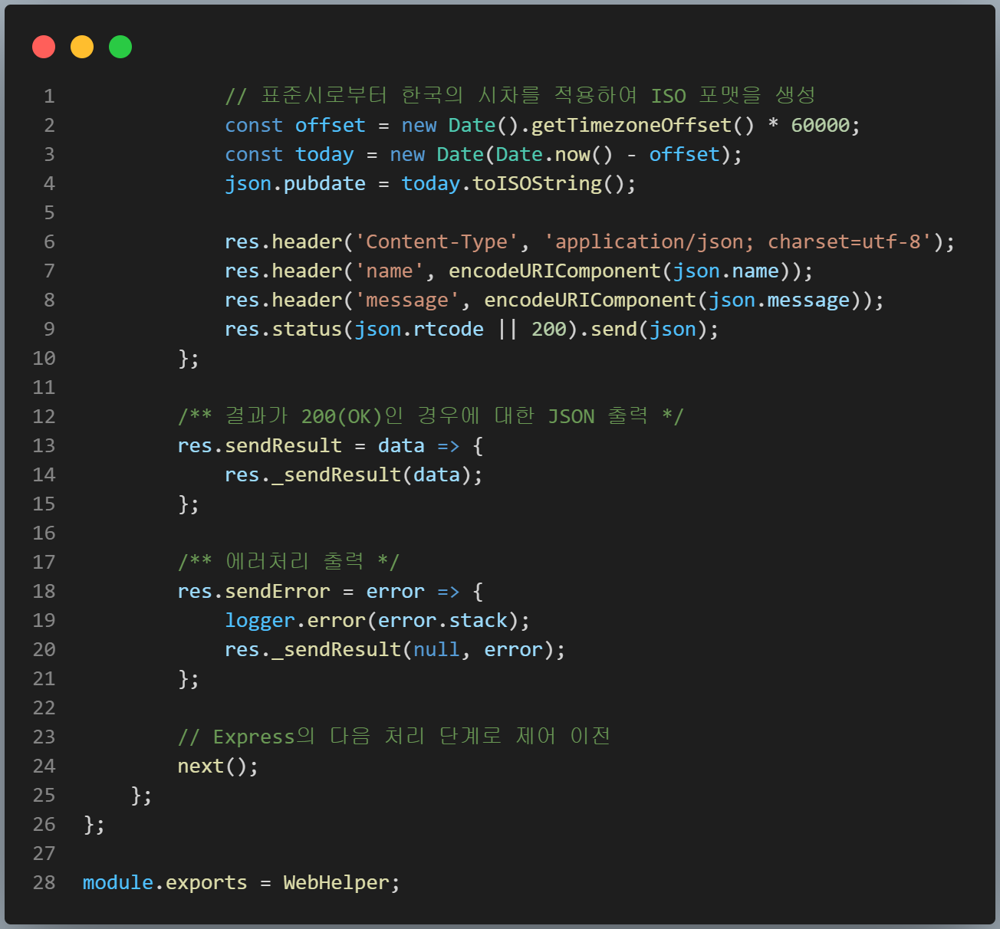 1 // 표준시로부터 한국의 시차를 적용하여 ISO 포맷을 생성
2 const offset = new Date().getTimezoneOffset() * 60000;
3 const today = new Date(Date.now() - offset);
4 json.pubdate = today.toISOString();
5
6 res.header('Content-Type', 'application/json; charset=utf-8');
7 res.header('name', encodeURIComponent(json.name));
8 res.header('message', encodeURIComponent(json.message));
9 res.status(json.rtcode || 200).send(json);
10 };
11
12 /** 결과가 200(OK)인 경우에 대한 JSON 출력 */
13 res.sendResult = data => {
14 res._sendResult(data);
15 };
16
17 /** 에러처리 출력 */
18 res.sendError = error => {
19 logger.error(error.stack);
20 res._sendResult(null, error);
21 };
22
23 // Express의 다음 처리 단계로 제어 이전
24 next();
25 };
26 };
27
28 module.exports = WebHelper;